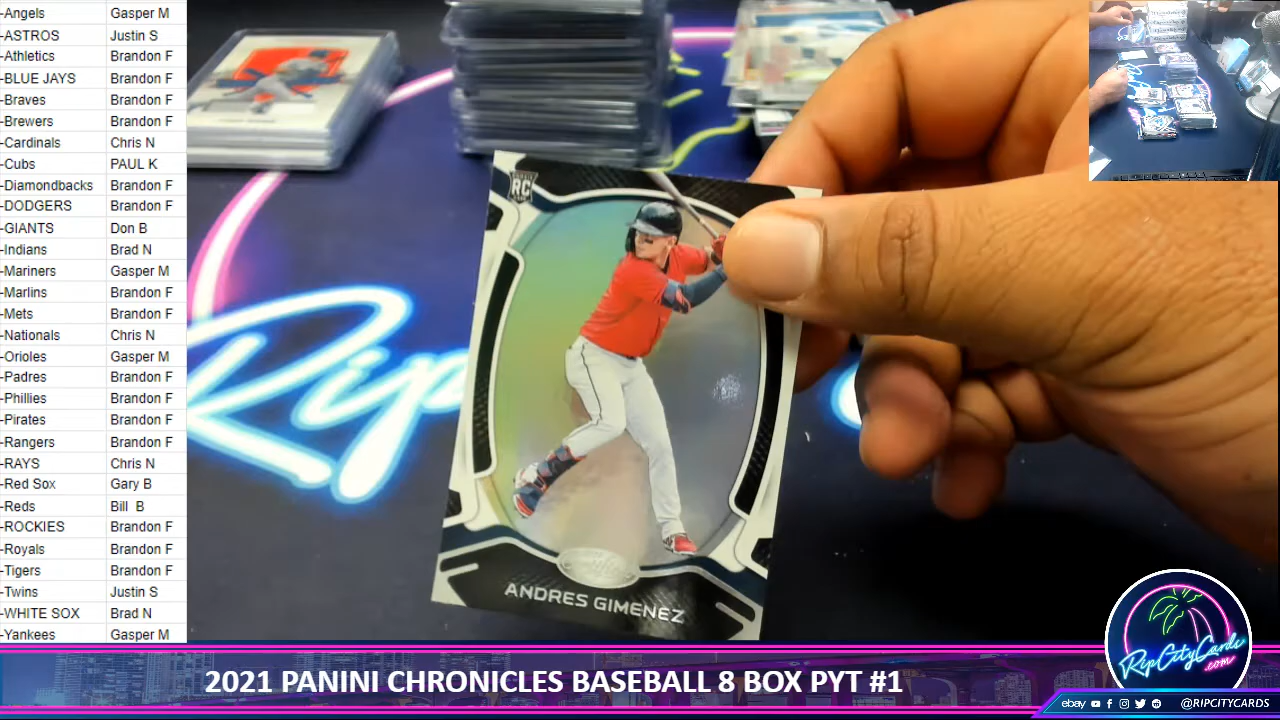 -Angels Gasper M
-ASTROS Justin S
-Athletics Brandon F
-BLUE JAYS Brandon F
-Braves Brandon F
-Brewers Brandon F
-Cardinals Chris N
-Cubs PAUL K
-Diamondbacks Brandon F
-DODGERS Brandon F
-GIANTS Don B
-Indians Brad N
-Mariners Gasper M
-Marlins Brandon F
-Mets Brandon F
-Nationals Chris N
-Orioles Gasper M
-Padres Brandon F
-Phillies Brandon F
-Pirates Brandon F
-Rangers Brandon F
-RAYS Chris N
-Red Sox Gary B
-Reds Bill B
-ROCKIES Brandon F
-Royals Brandon F
-Tigers Brandon F
-Twins Justin S
-WHITE SOX Brad N
-Yankees Gasper M
RC
Rip
ANDRES GIMENEZ
RipCityCards
.com
2021 PANINI CHRONICLES BASEBALL 8 BOX PYT #1
ebay @RIPCITYCARDS